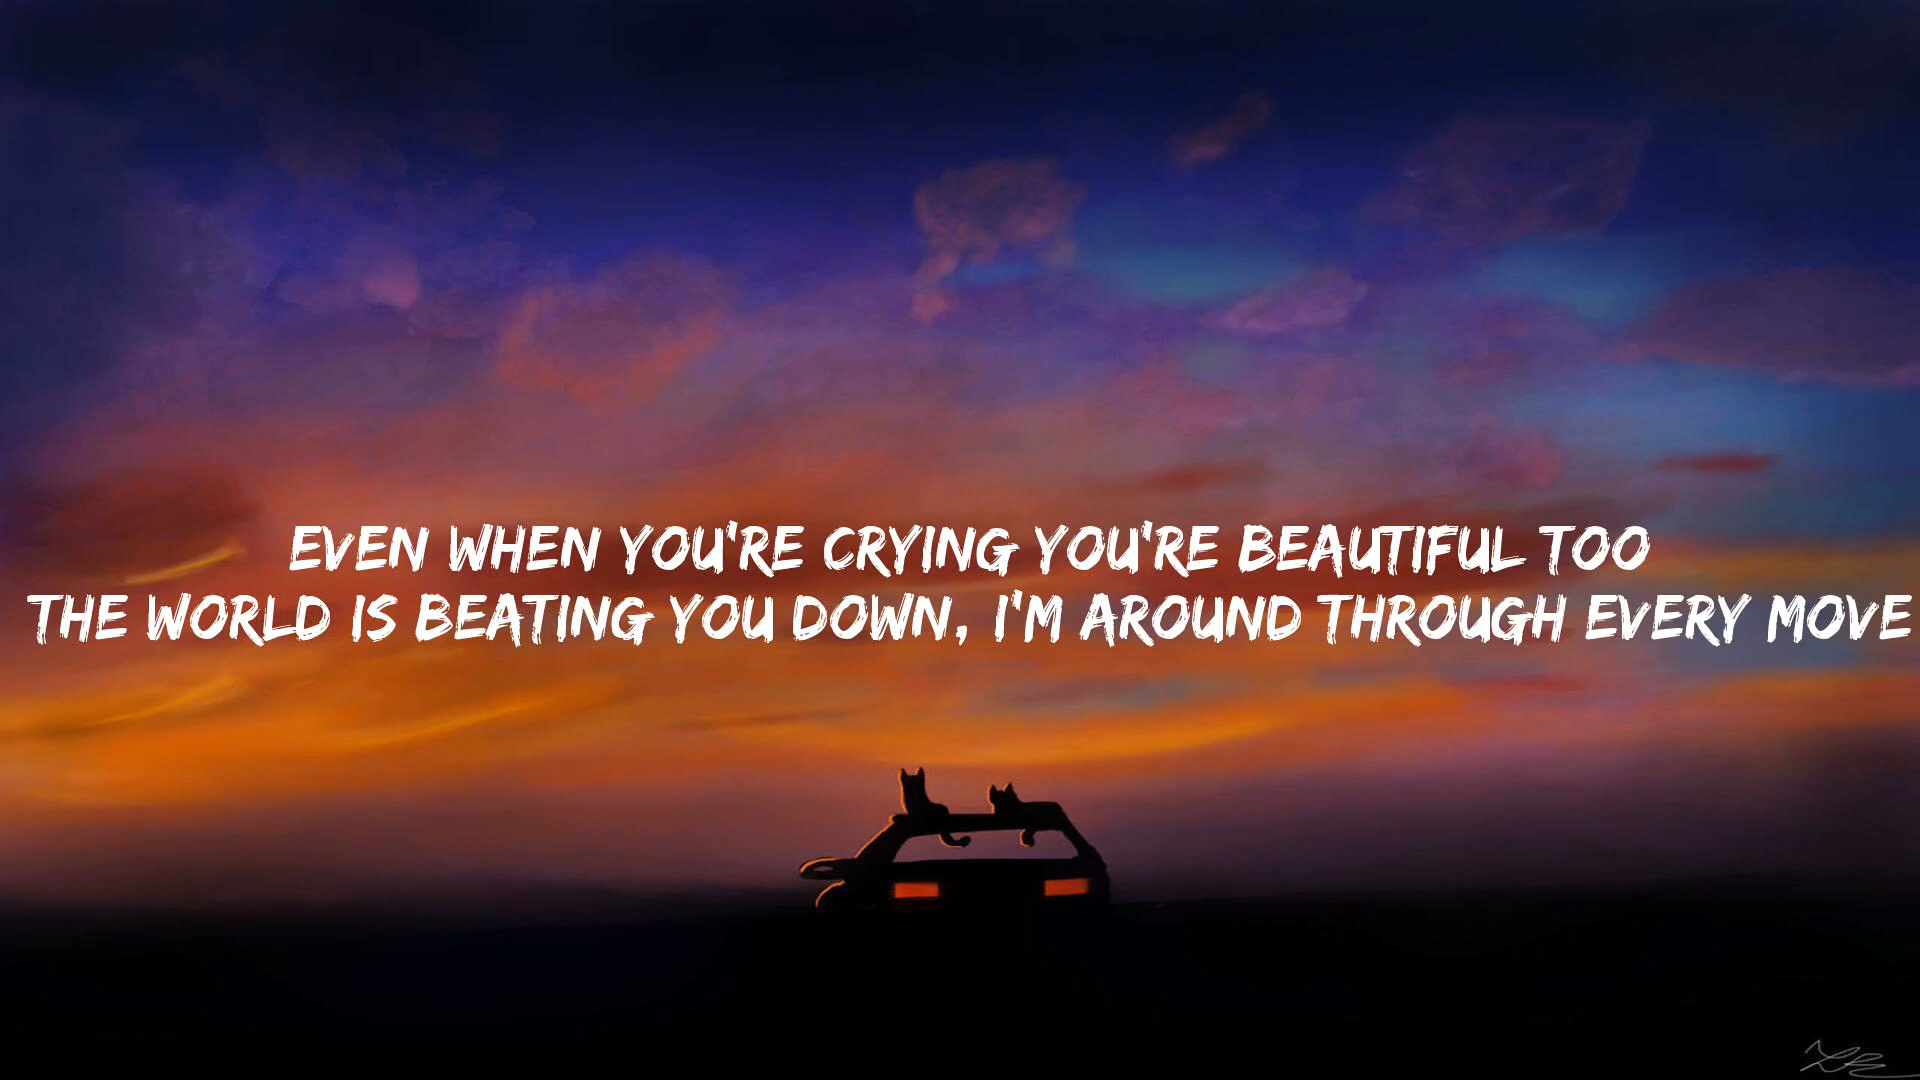 EVEN WHEN YOU'RE CRYING YOU'RE BEAUTIFUL TOO
THE WORLD IS BEATING YOU DOWN, I'M AROUND THROUGH EVERY MOVE